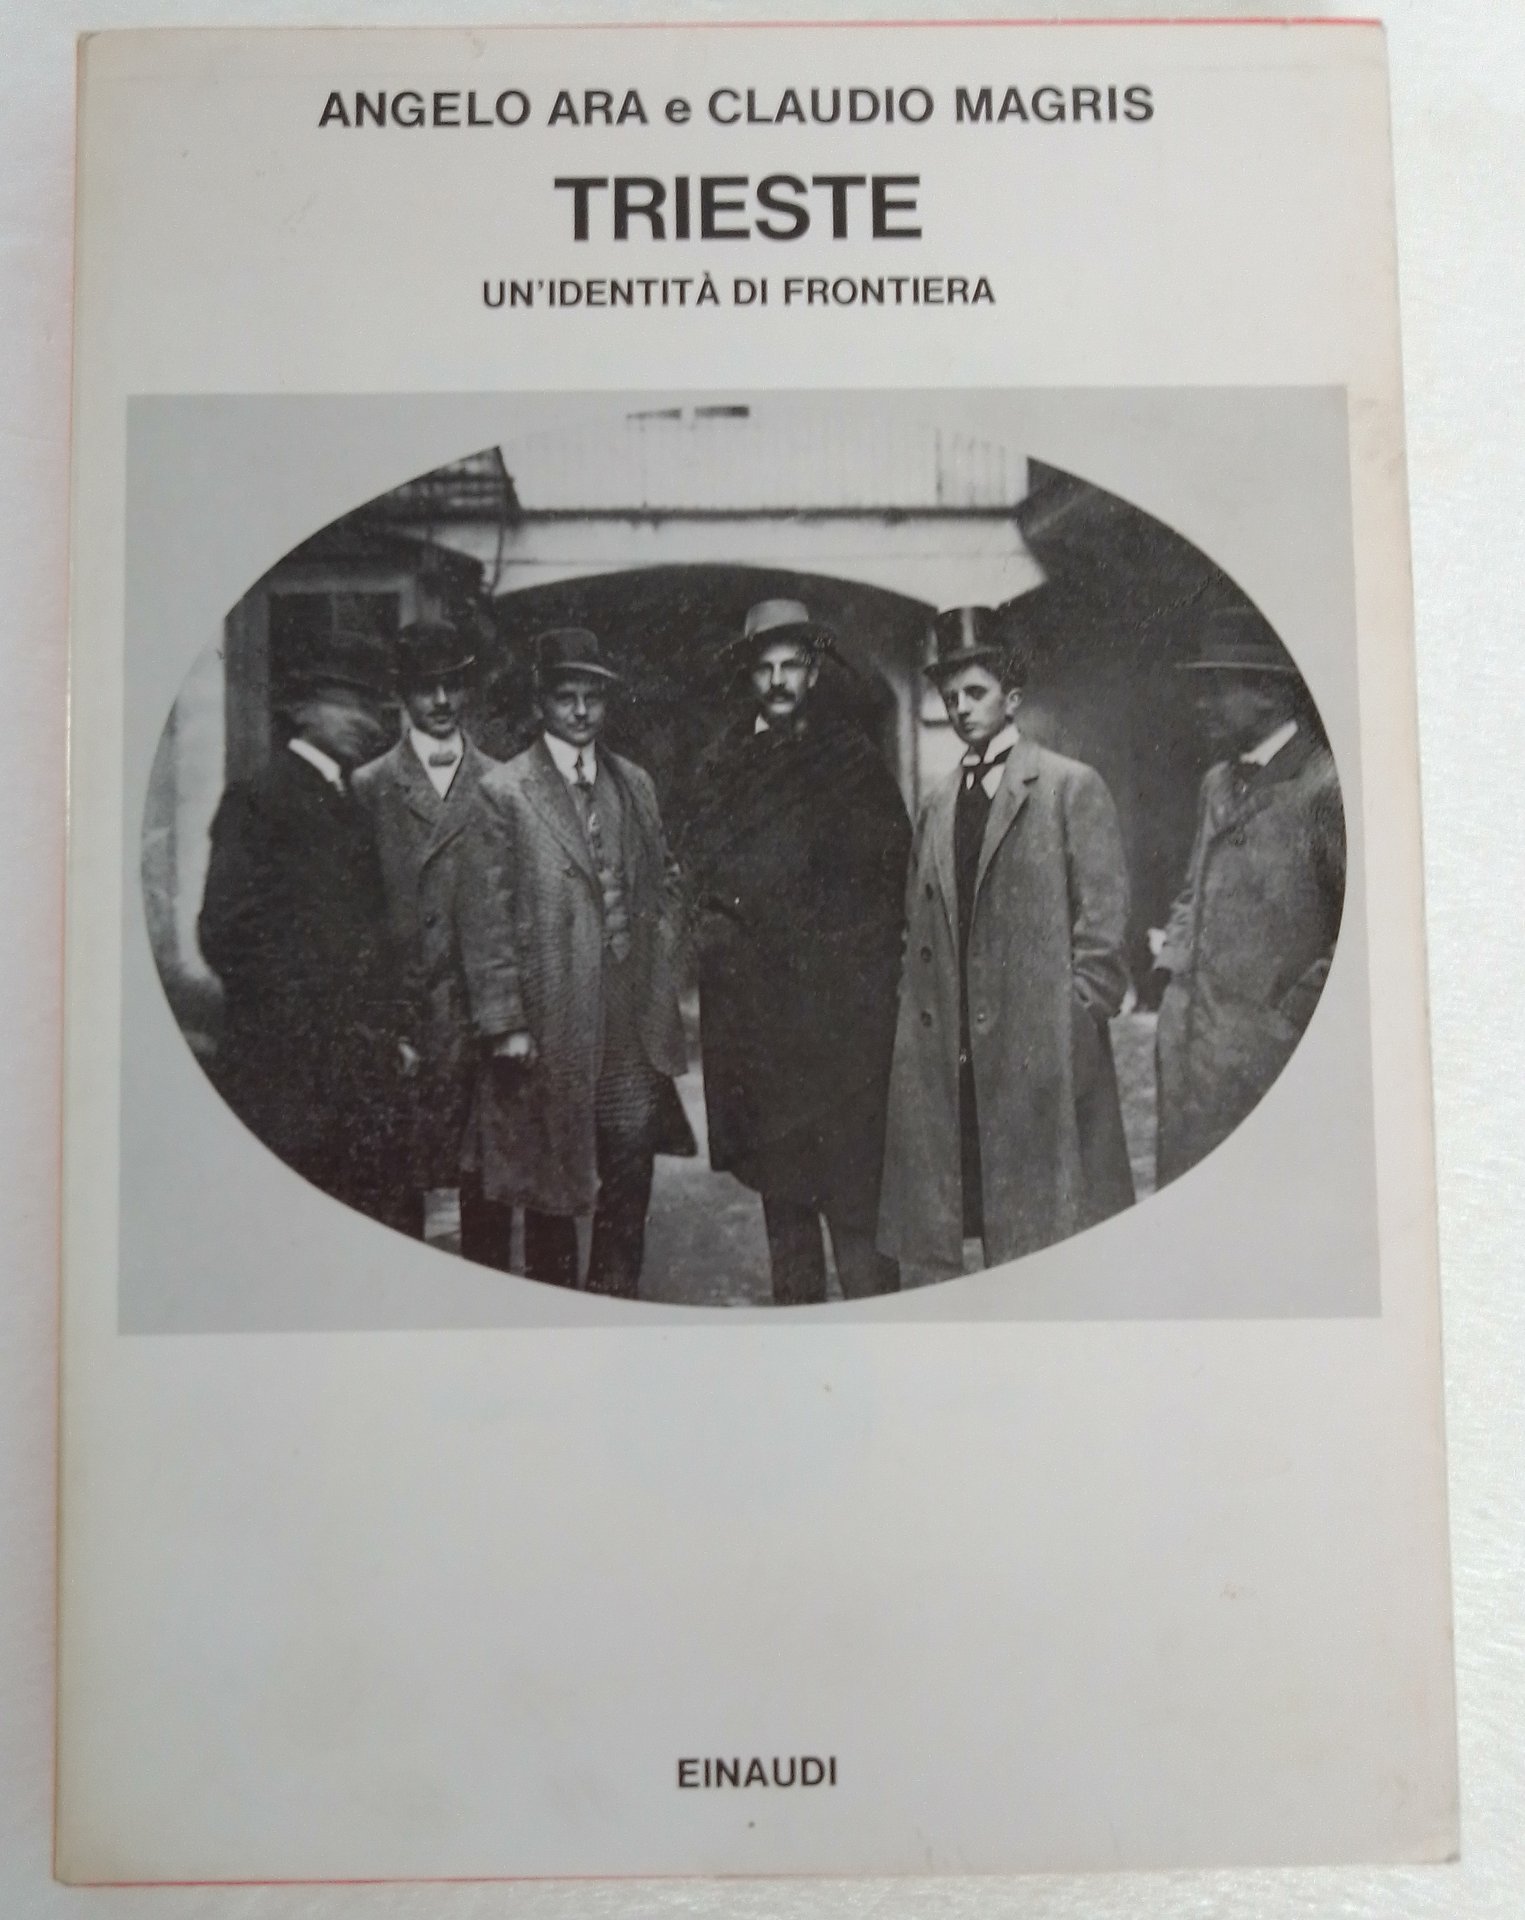 ANGELO ARA e CLAUDIO MAGRIS
TRIESTE
UN'IDENTITÀ DI FRONTIERA
EINAUDI